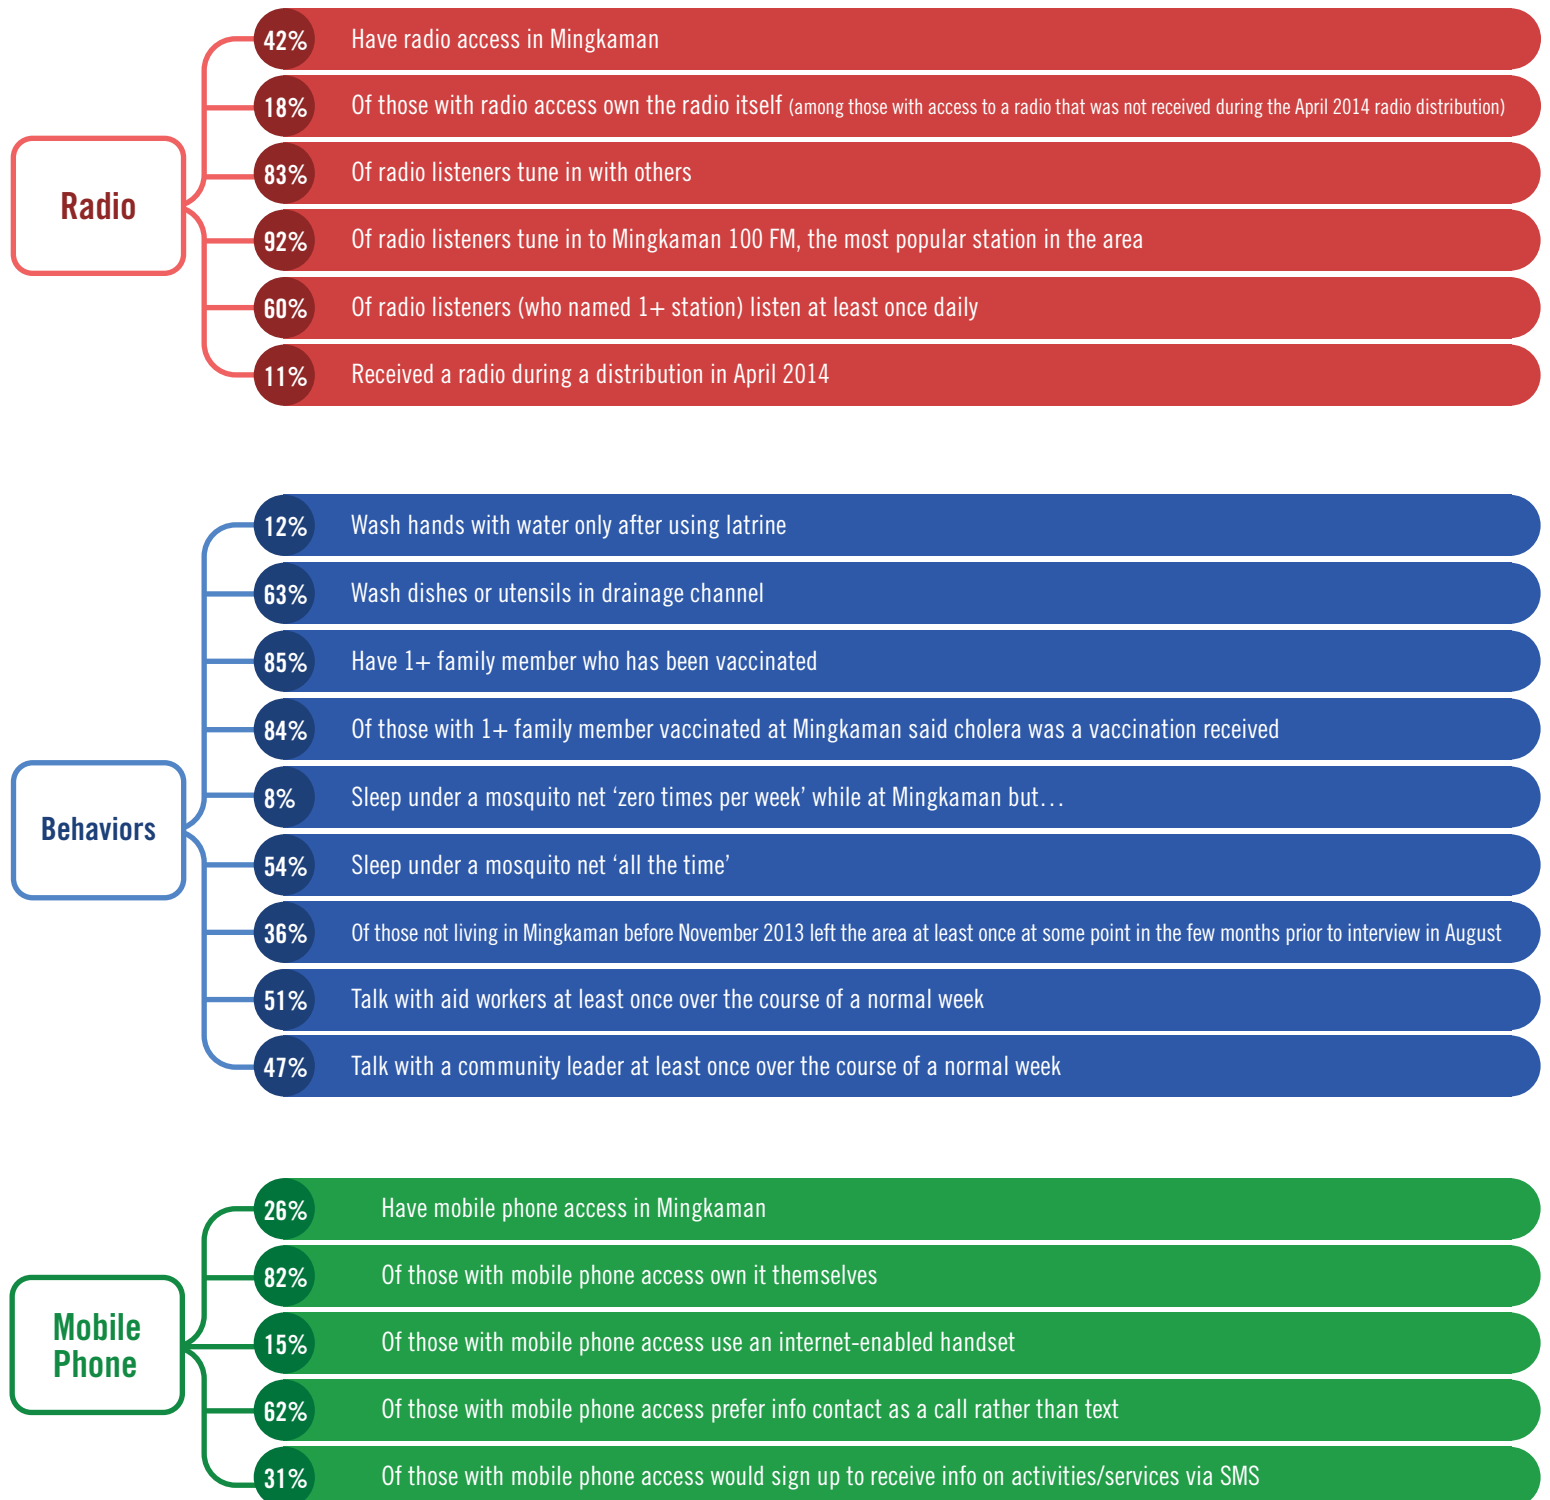 Radio
42% Have radio access in Mingkaman
18% Of those with radio access own the radio itself (among those with access to a radio that was not received during the April 2014 radio distribution)
83% Of radio listeners tune in with others
92% Of radio listeners tune in to Mingkaman 100 FM, the most popular station in the area
60% Of radio listeners (who named 1+ station) listen at least once daily
11% Received a radio during a distribution in April 2014
Behaviors
12% Wash hands with water only after using latrine
63% Wash dishes or utensils in drainage channel
85% Have 1+ family member who has been vaccinated
84% Of those with 1+ family member vaccinated at Mingkaman said cholera was a vaccination received
8% Sleep under a mosquito net ‘zero times per week’ while at Mingkaman but…
54% Sleep under a mosquito net ‘all the time’
36% Of those not living in Mingkaman before November 2013 left the area at least once at some point in the few months prior to interview in August
51% Talk with aid workers at least once over the course of a normal week
47% Talk with a community leader at least once over the course of a normal week
Mobile
Phone
26% Have mobile phone access in Mingkaman
82% Of those with mobile phone access own it themselves
15% Of those with mobile phone access use an internet-enabled handset
62% Of those with mobile phone access prefer info contact as a call rather than text
31% Of those with mobile phone access would sign up to receive info on activities/services via SMS